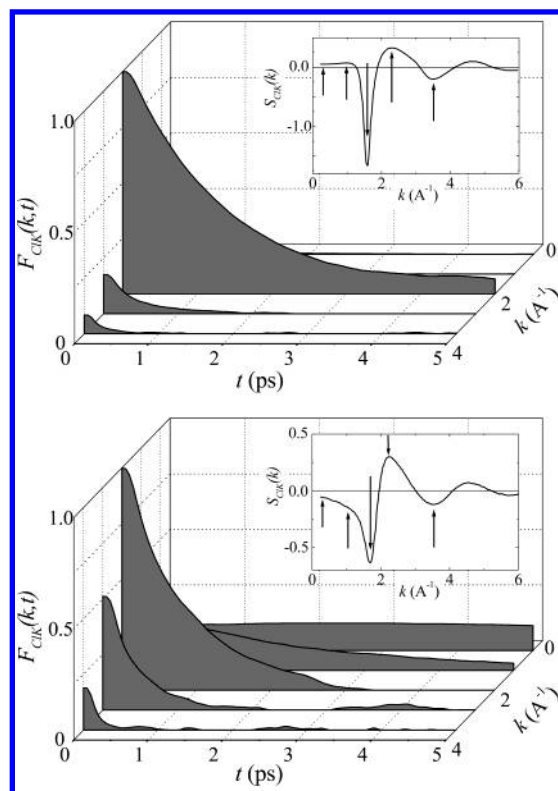 1.0
0.5
0
F_ClK(k,t)
0 1 2 3 4 5
t (ps)
0
2
4
k (Å⁻¹)
S_ClK(k)
0.0
-1.0
0 2 4 6
k (A⁻¹)
1.0
0.5
0
F_ClK(k,t)
0 1 2 3 4 5
t (ps)
0
2
4
k (Å⁻¹)
S_ClK(k)
0.5
0.0
-0.5
0 2 4 6
k (A⁻¹)